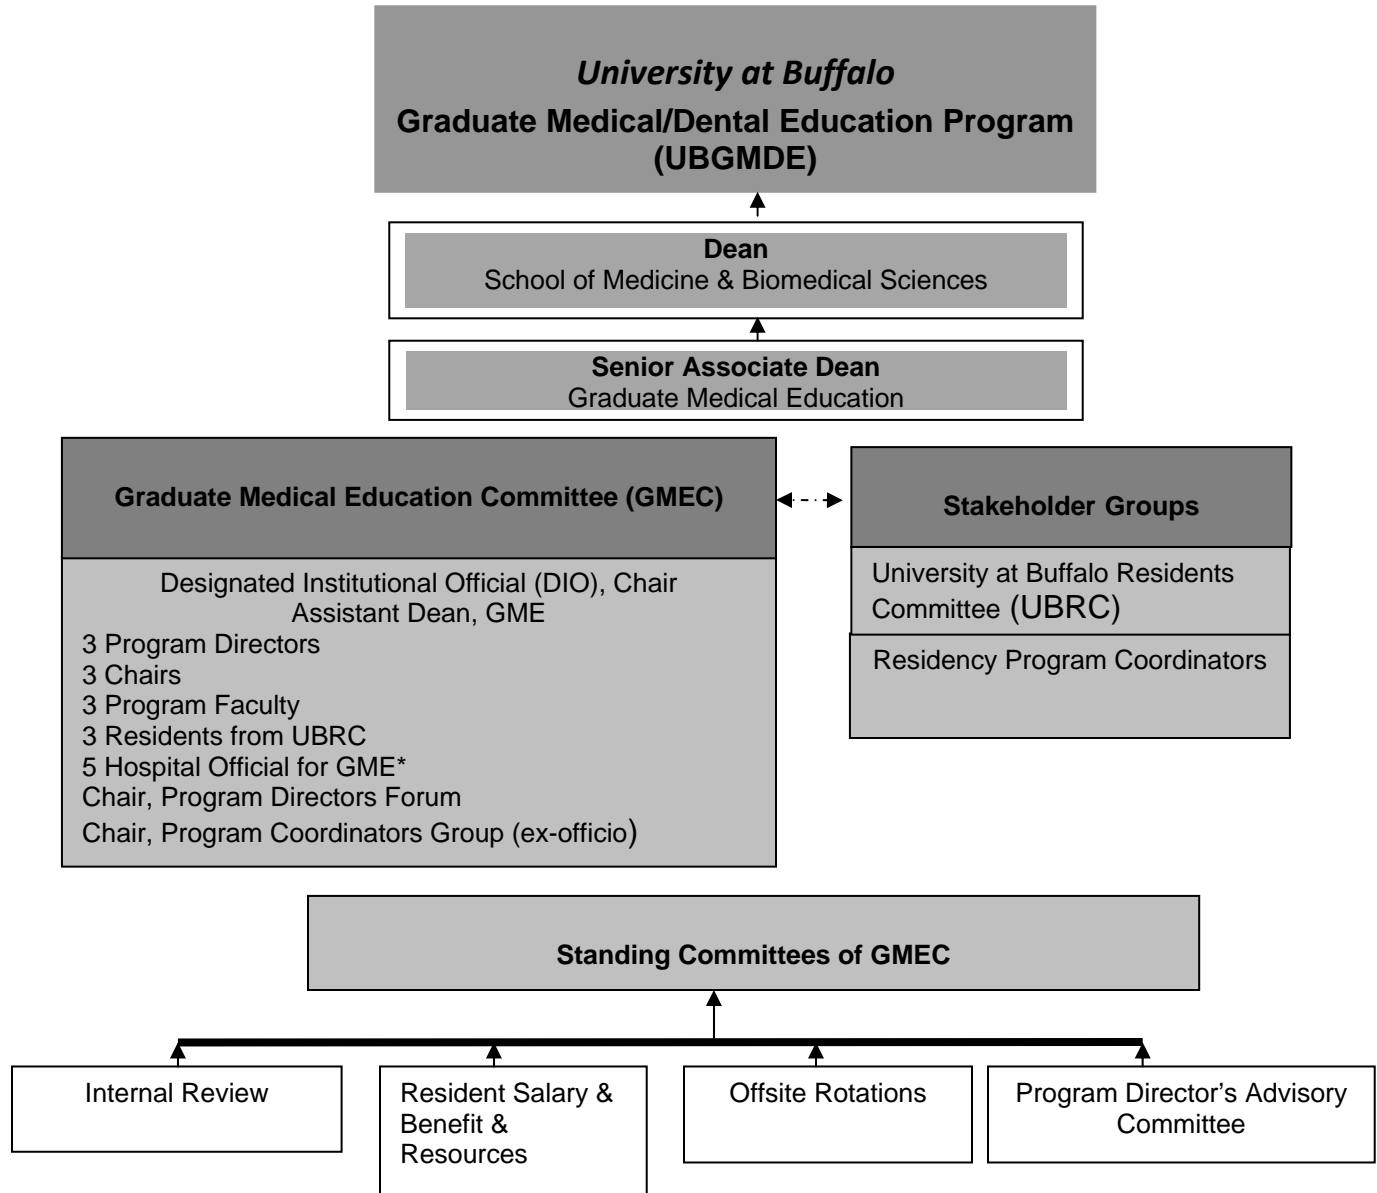 University at Buffalo
Graduate Medical/Dental Education Program
(UBGMDE)
Dean
School of Medicine & Biomedical Sciences
Senior Associate Dean
Graduate Medical Education
Graduate Medical Education Committee (GMEC)
Designated Institutional Official (DIO), Chair
Assistant Dean, GME
3 Program Directors
3 Chairs
3 Program Faculty
3 Residents from UBRC
5 Hospital Official for GME*
Chair, Program Directors Forum
Chair, Program Coordinators Group (ex-officio)
Stakeholder Groups
University at Buffalo Residents
Committee (UBRC)
Residency Program Coordinators
Standing Committees of GMEC
Internal Review
Resident Salary &
Benefit &
Resources
Offsite Rotations
Program Director’s Advisory
Committee